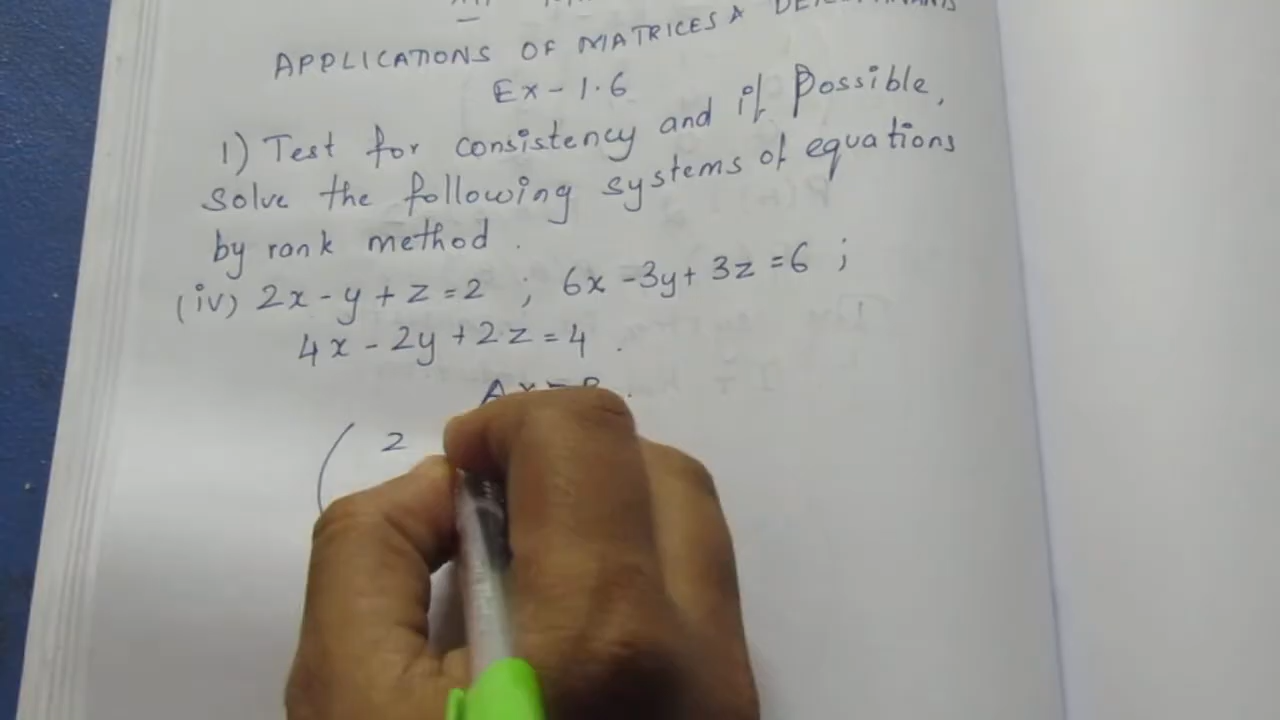 APPLICATIONS OF MATRICES &
Ex - 1.6
1) Test for consistency and if Possible,
solve the following systems of equations
by rank method.
(iv) 2x - y + z = 2 ; 6x - 3y + 3z = 6 ;
4x - 2y + 2z = 4 .
( 2